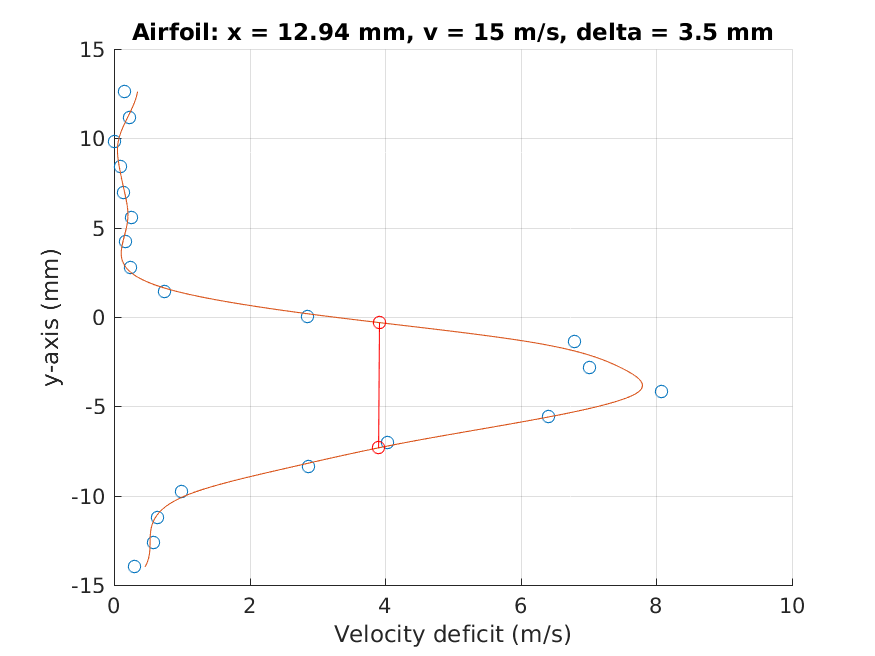 Airfoil: x = 12.94 mm, v = 15 m/s, delta = 3.5 mm
15
10
5
0
-5
-10
-15
y-axis (mm)
0 2 4 6 8 10
Velocity deficit (m/s)